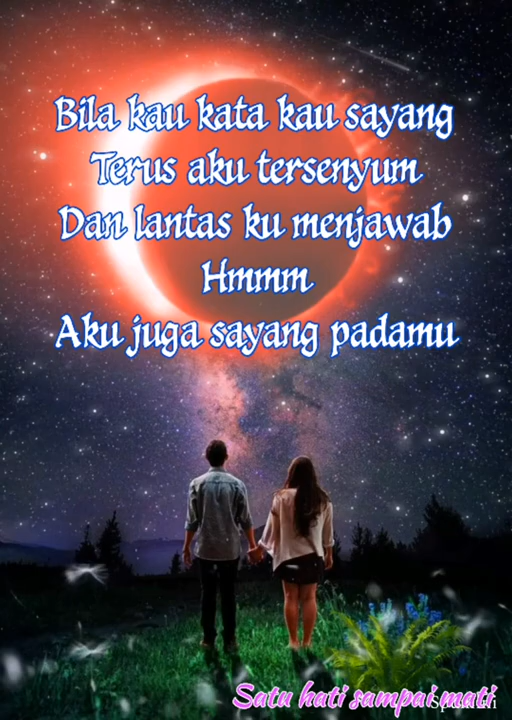 Bila kau kata kau sayang
Terus aku tersenyum
Dan lantas ku menjawab
Hmmm
Aku juga sayang padamu
Satu hati sampai mati